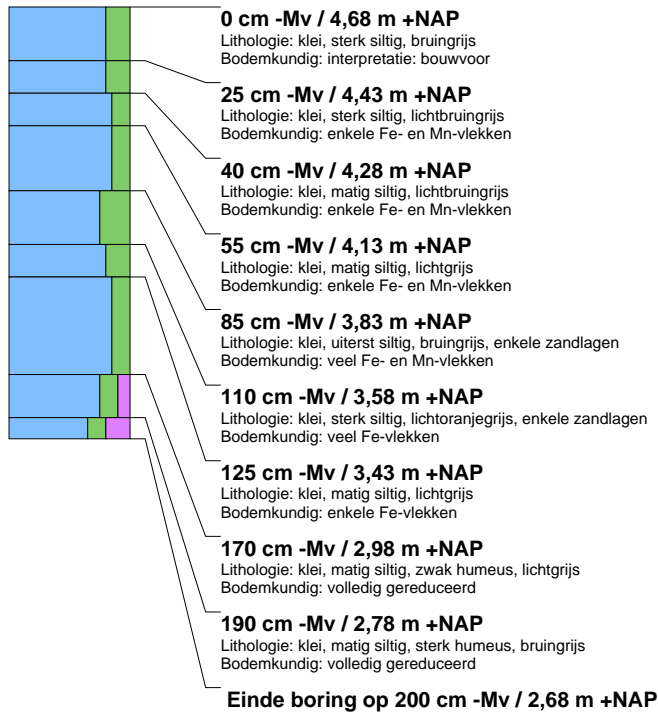 0 cm -Mv / 4,68 m +NAP
Lithologie: klei, sterk siltig, bruingrijs
Bodemkundig: interpretatie: bouwvoor
25 cm -Mv / 4,43 m +NAP
Lithologie: klei, sterk siltig, lichtbruingrijs
Bodemkundig: enkele Fe- en Mn-vlekken
40 cm -Mv / 4,28 m +NAP
Lithologie: klei, matig siltig, lichtbruingrijs
Bodemkundig: enkele Fe- en Mn-vlekken
55 cm -Mv / 4,13 m +NAP
Lithologie: klei, matig siltig, lichtgrijs
Bodemkundig: enkele Fe- en Mn-vlekken
85 cm -Mv / 3,83 m +NAP
Lithologie: klei, uiterst siltig, bruingrijs, enkele zandlagen
Bodemkundig: veel Fe- en Mn-vlekken
110 cm -Mv / 3,58 m +NAP
Lithologie: klei, sterk siltig, lichtoranjegrijs, enkele zandlagen
Bodemkundig: veel Fe-vlekken
125 cm -Mv / 3,43 m +NAP
Lithologie: klei, matig siltig, lichtgrijs
Bodemkundig: enkele Fe-vlekken
170 cm -Mv / 2,98 m +NAP
Lithologie: klei, matig siltig, zwak humeus, lichtgrijs
Bodemkundig: volledig gereduceerd
190 cm -Mv / 2,78 m +NAP
Lithologie: klei, matig siltig, sterk humeus, bruingrijs
Bodemkundig: volledig gereduceerd
Einde boring op 200 cm -Mv / 2,68 m +NAP